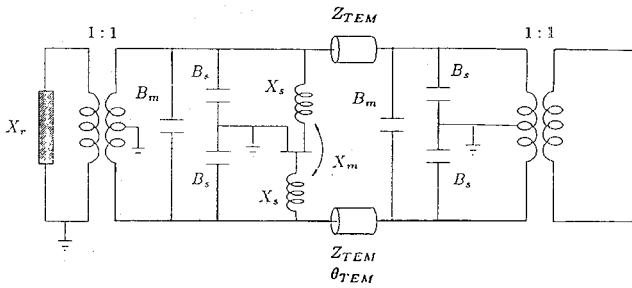 Z_TEM
1 : 1
1 : 1
B_s
X_s
B_s
B_m
B_m
X_r
X_m
B_s
B_s
X_s
Z_TEM
θ_TEM